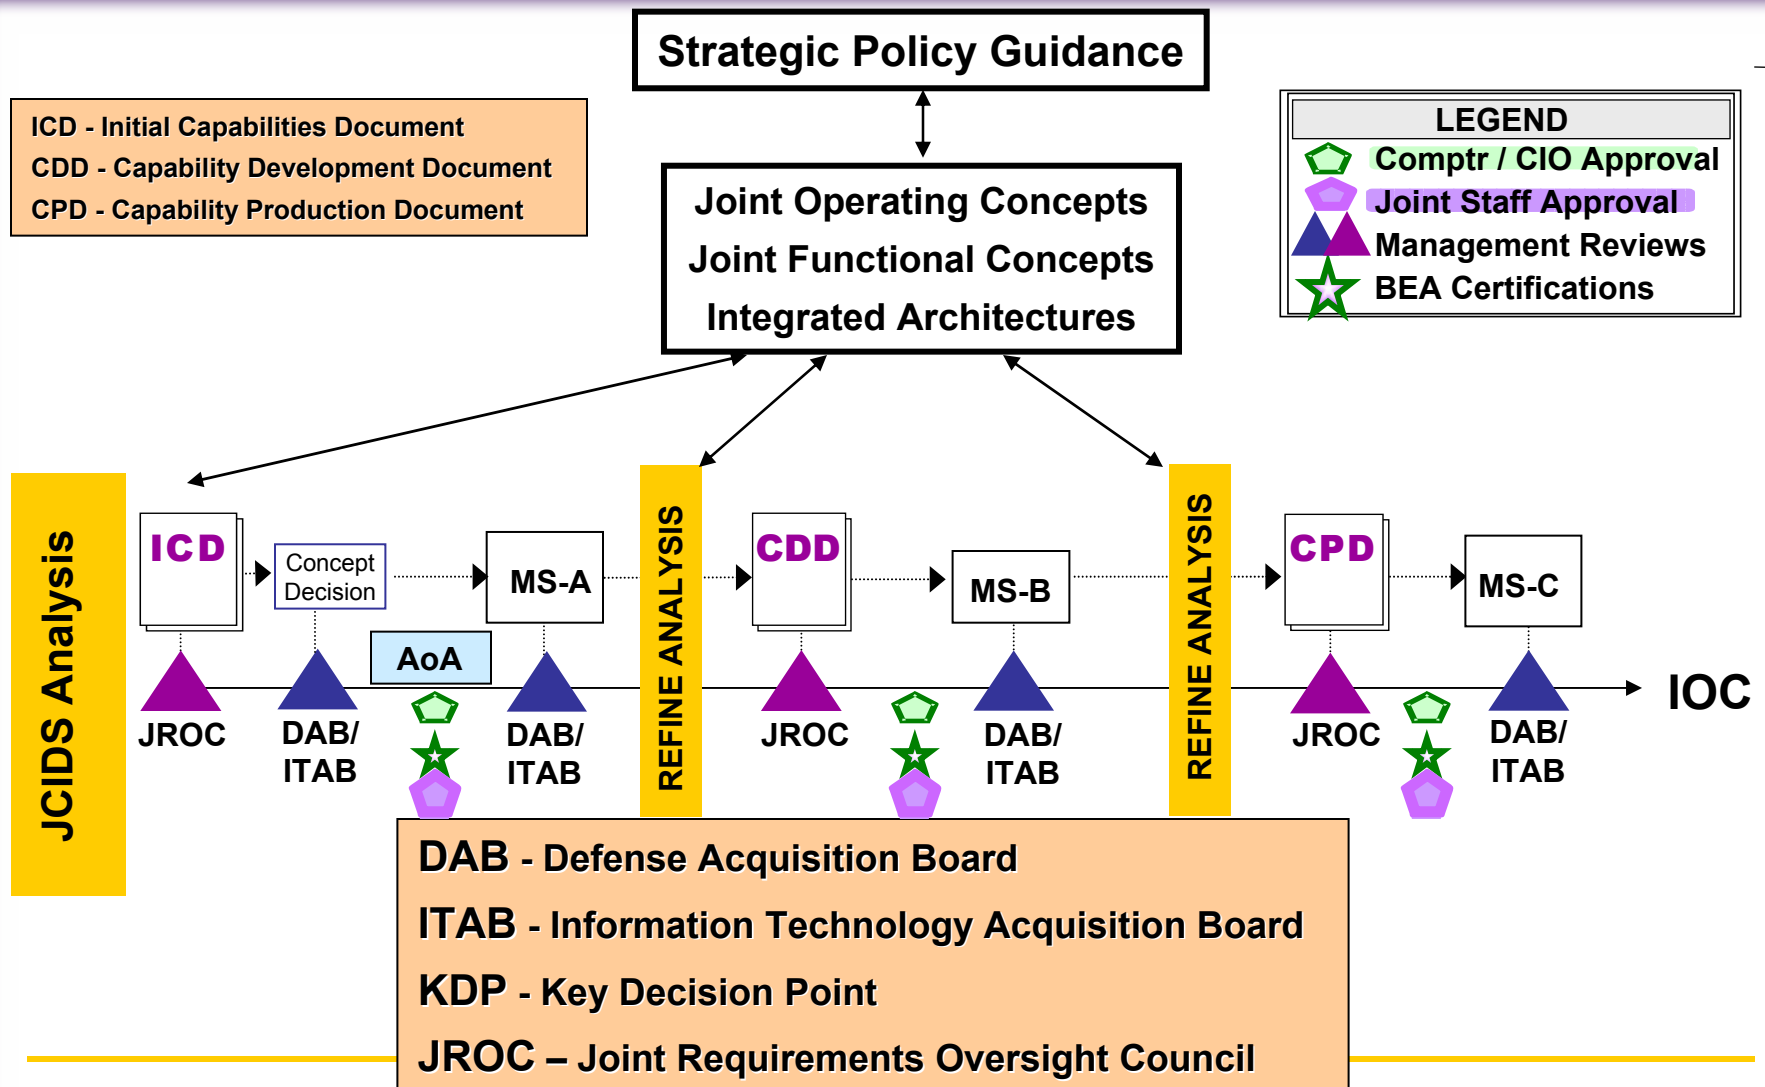 Strategic Policy Guidance
ICD - Initial Capabilities Document
CDD - Capability Development Document
CPD - Capability Production Document
LEGEND
Comptr / CIO Approval
Joint Staff Approval
Management Reviews
BEA Certifications
Joint Operating Concepts
Joint Functional Concepts
Integrated Architectures
JCIDS Analysis
ICD
Concept
Decision
MS-A
REFINE ANALYSIS
CDD
MS-B
REFINE ANALYSIS
CPD
MS-C
AoA
IOC
JROC
DAB/
ITAB
DAB/
ITAB
JROC
DAB/
ITAB
JROC
DAB/
ITAB
DAB - Defense Acquisition Board
ITAB - Information Technology Acquisition Board
KDP - Key Decision Point
JROC – Joint Requirements Oversight Council